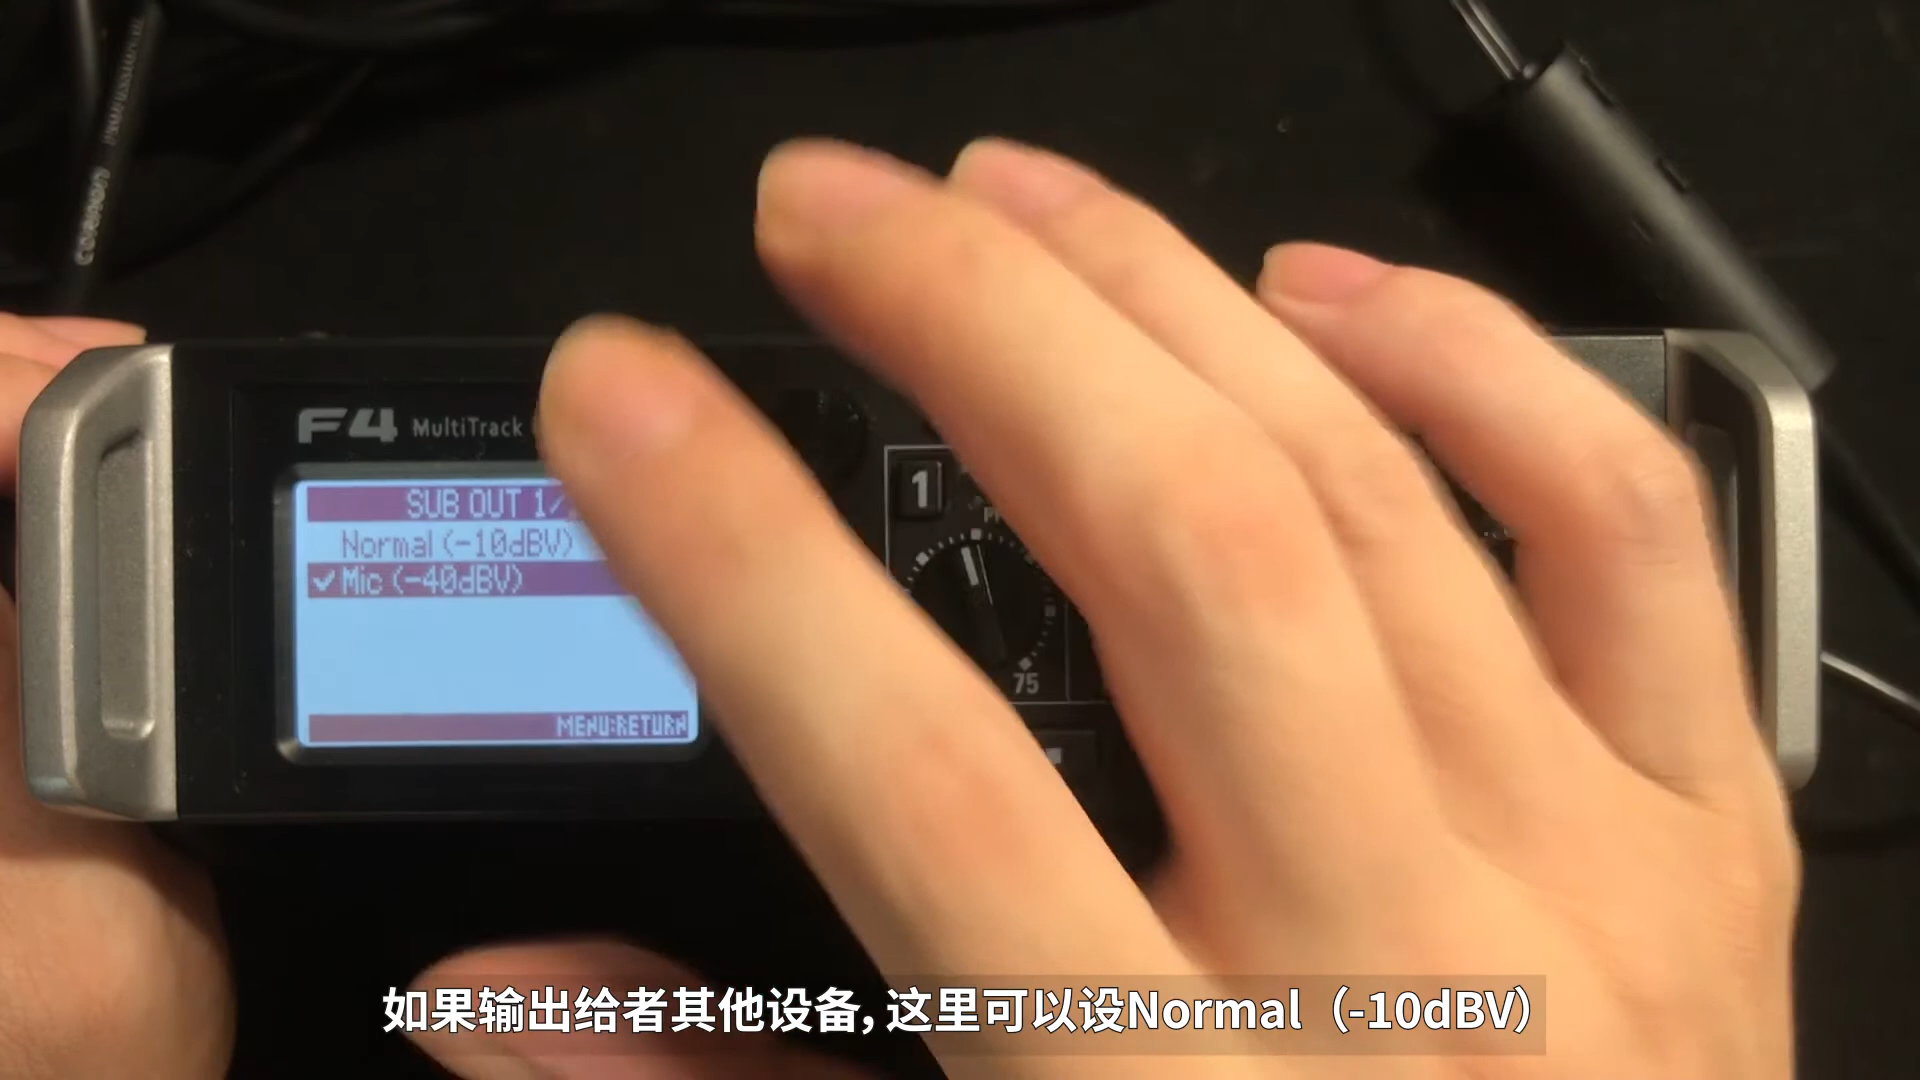 COMICA
F4 MultiTrack
SUB OUT 1/
Normal (-10dBV)
✓Mic (-40dBV)
MENU:RETURN
1
75
如果输出给者其他设备,这里可以设Normal（-10dBV）